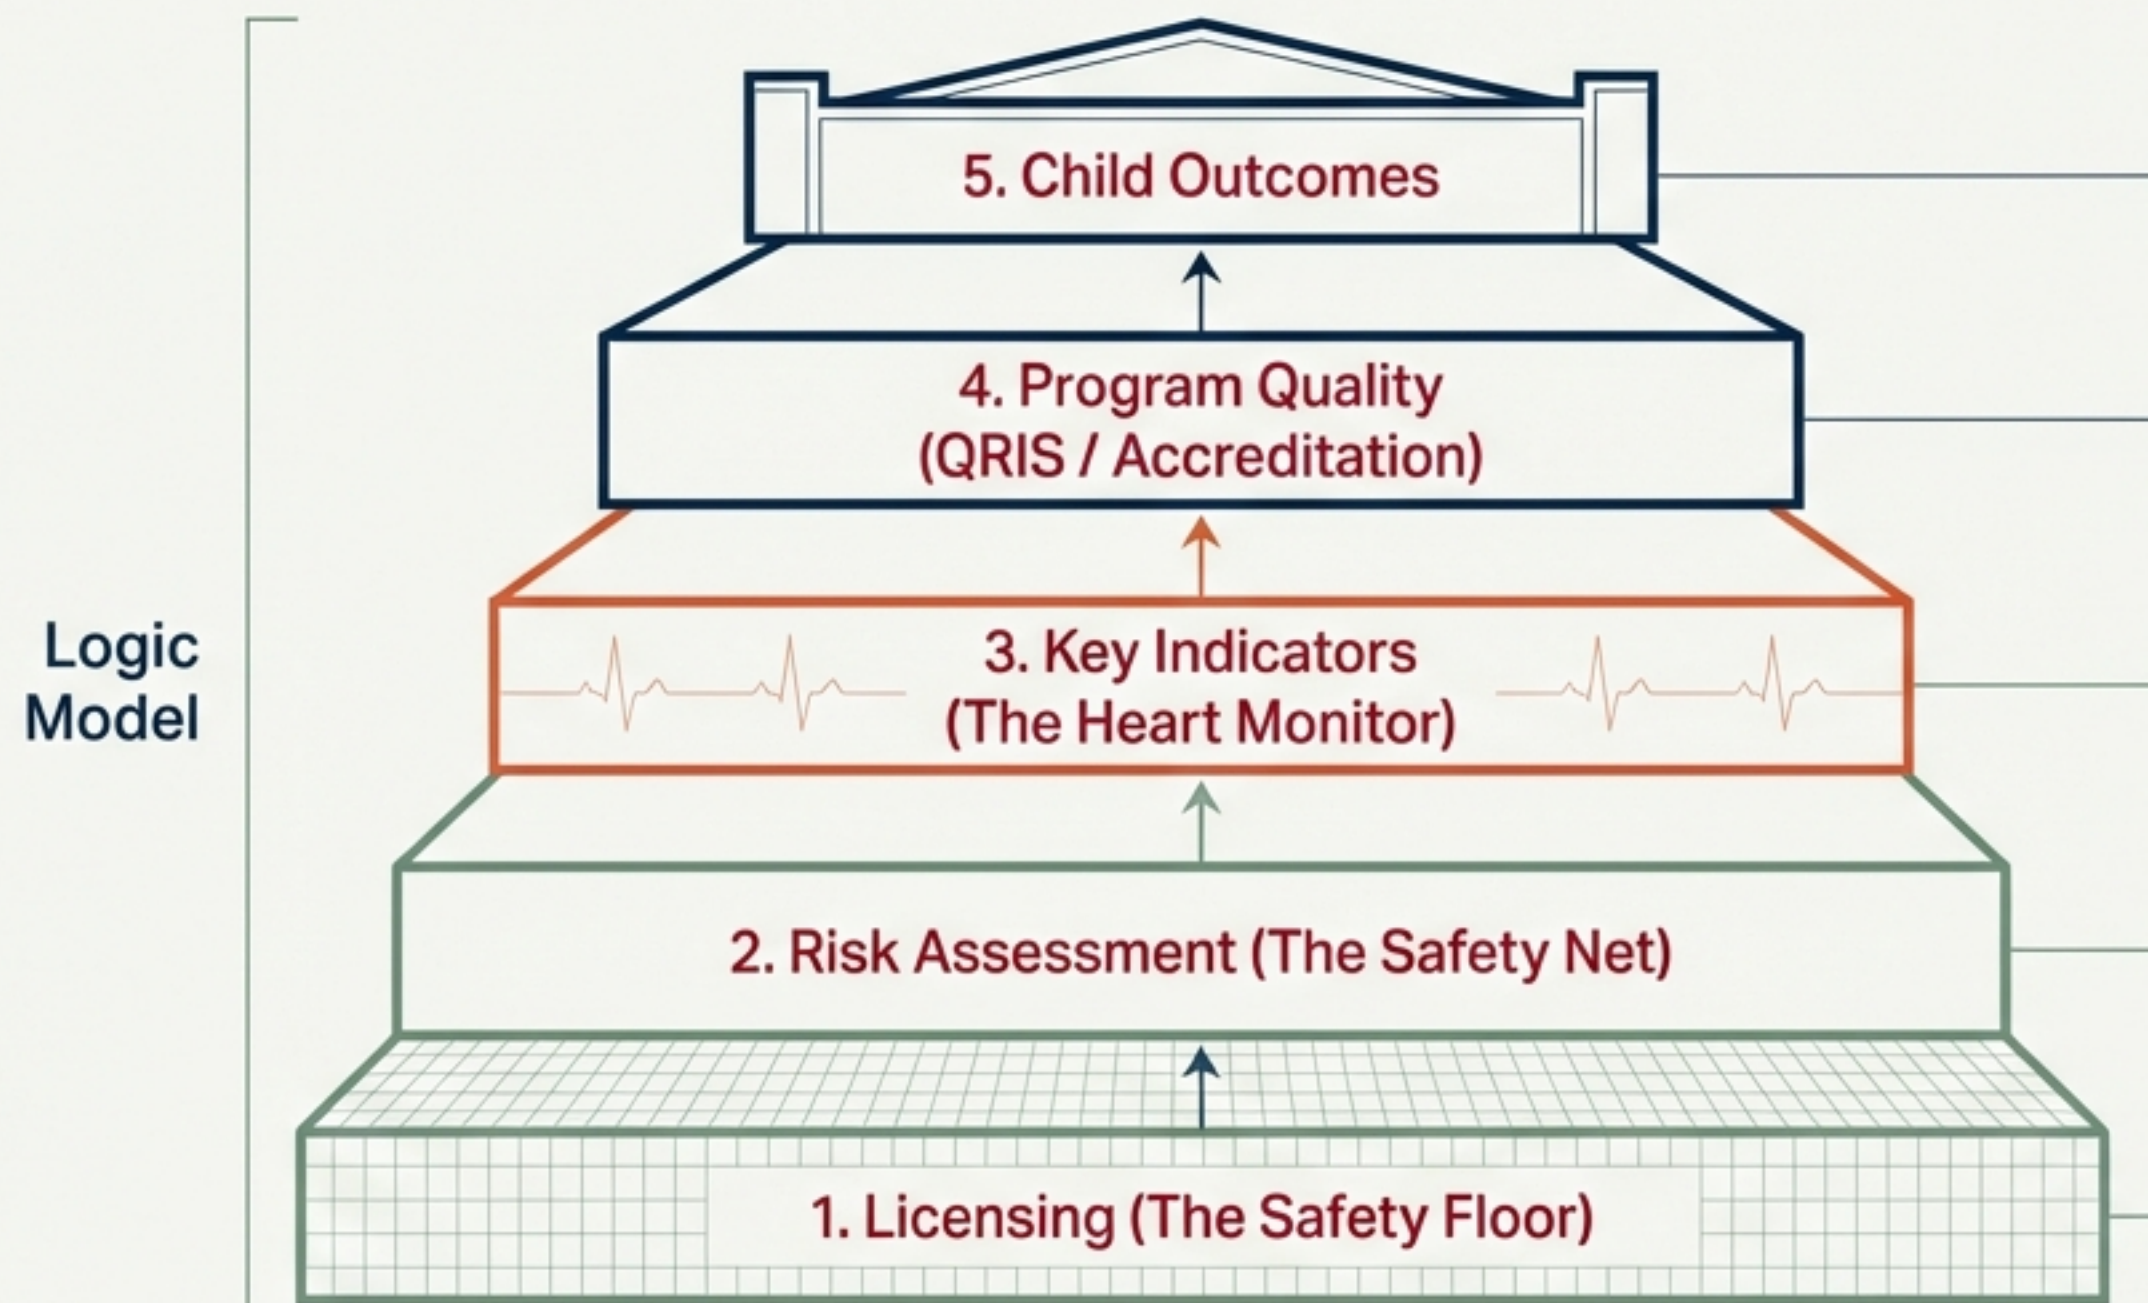 5. Child Outcomes
4. Program Quality
(QRIS / Accreditation)
Logic
Model
3. Key Indicators
(The Heart Monitor)
2. Risk Assessment (The Safety Net)
1. Licensing (The Safety Floor)